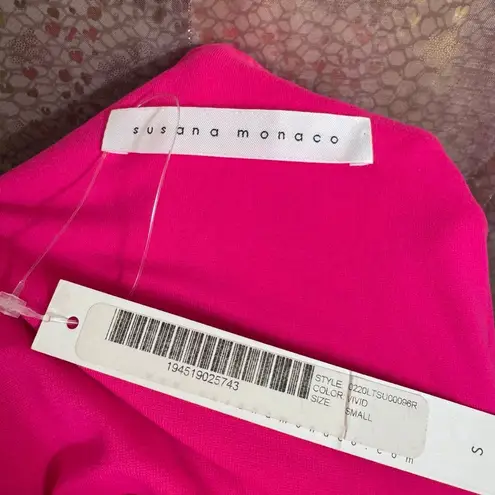 susana monaco
194519025743
STYLE: 0220LTSU00096R
COLOR: VIVID
SIZE: SMALL
S